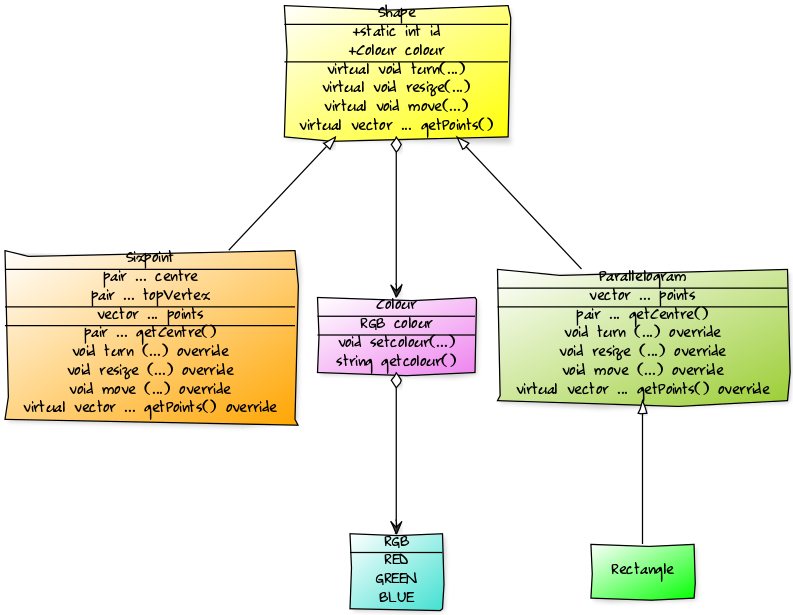 Shape
+static int id
+Colour colour
virtual void turn(...)
virtual void resize(...)
virtual void move(...)
virtual vector ... getPoints()
Sixpoint
pair ... centre
pair ... topVertex
vector ... points
pair ... getCentre()
void turn (...) override
void resize (...) override
void move (...) override
virtual vector ... getPoints() override
Colour
RGB colour
void setcolour(...)
string getcolour()
Parallelogram
vector ... points
pair ... getCentre()
void turn (...) override
void resize (...) override
void move (...) override
virtual vector ... getPoints() override
RGB
RED
GREEN
BLUE
Rectangle